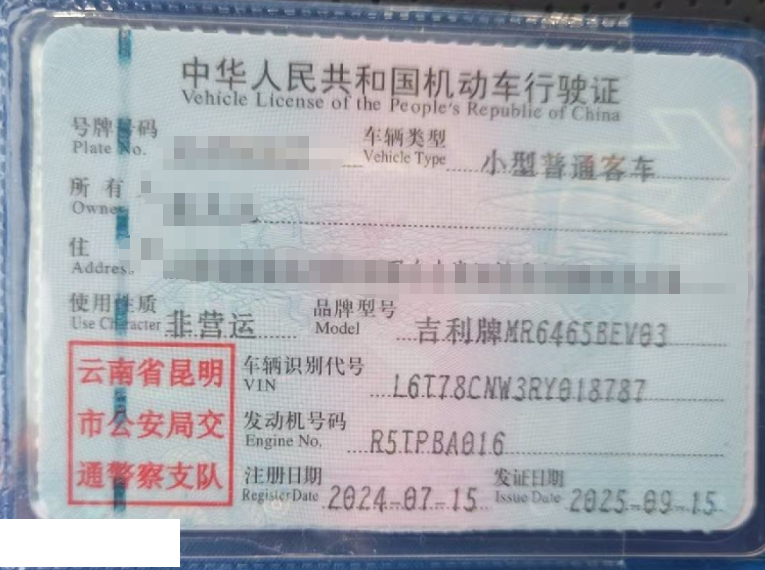 中华人民共和国机动车行驶证
Vehicle License of the People's Republic of China
号牌号码
Plate No.
车辆类型
Vehicle Type
小型普通客车
所有
Owner
住
Address
使用性质
Use Character
非营运
品牌型号
Model
吉利牌MR6465BEV03
云南省昆明
市公安局交
通警察支队
车辆识别代号
VIN
L6T78CNW3RY018787
发动机号码
Engine No.
R5TPBA016
注册日期
Register Date
2024-07-15
发证日期
Issue Date
2025-09-15